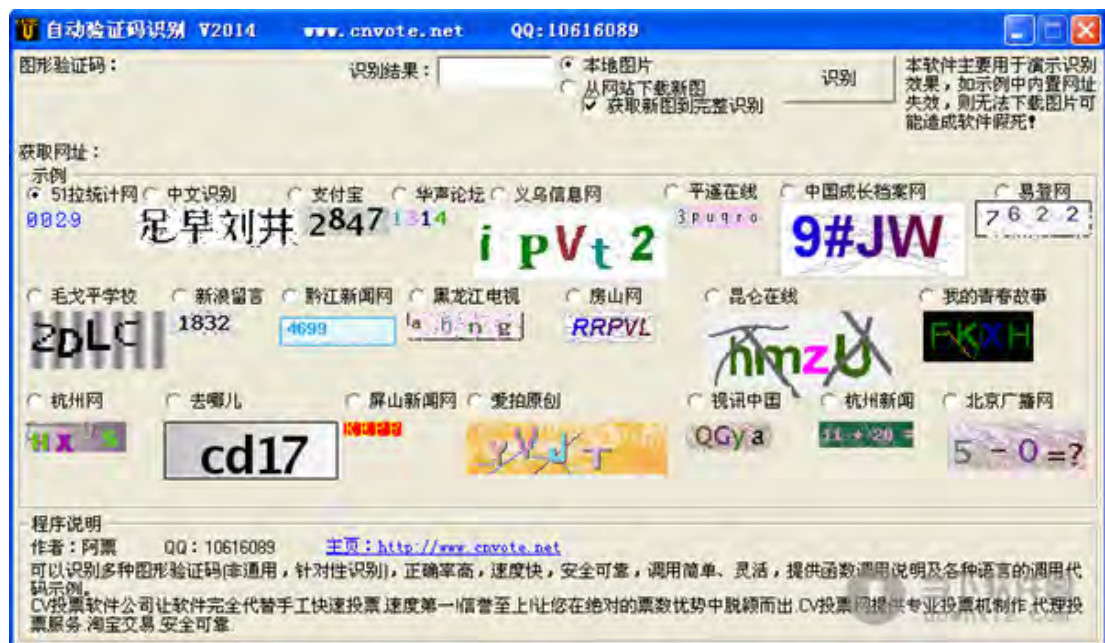 自动验证码识别 V2014 www.cnvote.net QQ:10616089
图形验证码： 识别结果： 本地图片 识别 本软件主要用于演示识别
从网站下载新图 效果，如示例中内置网址
获取新图到完整识别 失效，则无法下载图片可
能造成软件假死!
获取网址：
示例
51拉统计网 中文识别 支付宝 华声论坛 义乌信息网 平遥在线 中国成长档案网 易登网
0029 足早刘井 2847 1314 ipVt2 3puqro 9#JW 7622
毛戈平学校 新浪留言 黔江新闻网 黑龙江电视 房山网 昆仑在线 我的青春故事
2DLC 1832 4699 RRPVL hmzU FKXH
杭州网 去哪儿 屏山新闻网 爱拍原创 视讯中国 杭州新闻 北京广播网
cd17 yVJT QGya 5-0=?
程序说明
作者：阿票 QQ：10616089 主页：http://www.cnvote.net
可以识别多种图形验证码(非通用，针对性识别)，正确率高，速度快，安全可靠，调用简单、灵活，提供函数调用说明及各种语言的调用代
码示例。
CV投票软件公司让软件完全代替手工快速投票,速度第一!信誉至上!让您在绝对的票数优势中脱颖而出.CV投票网提供专业投票机制作,代理投
票服务,淘宝交易,安全可靠.